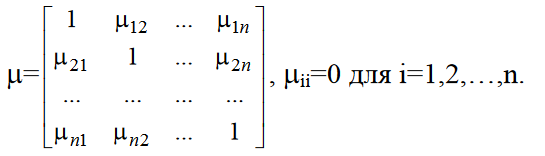 μ=[1 μ₁₂ ... μ₁ₙ
μ₂₁ 1 ... μ₂ₙ
... ... ... ...
μₙ₁ μₙ₂ ... 1], μᵢᵢ=0 для i=1,2,…,n.